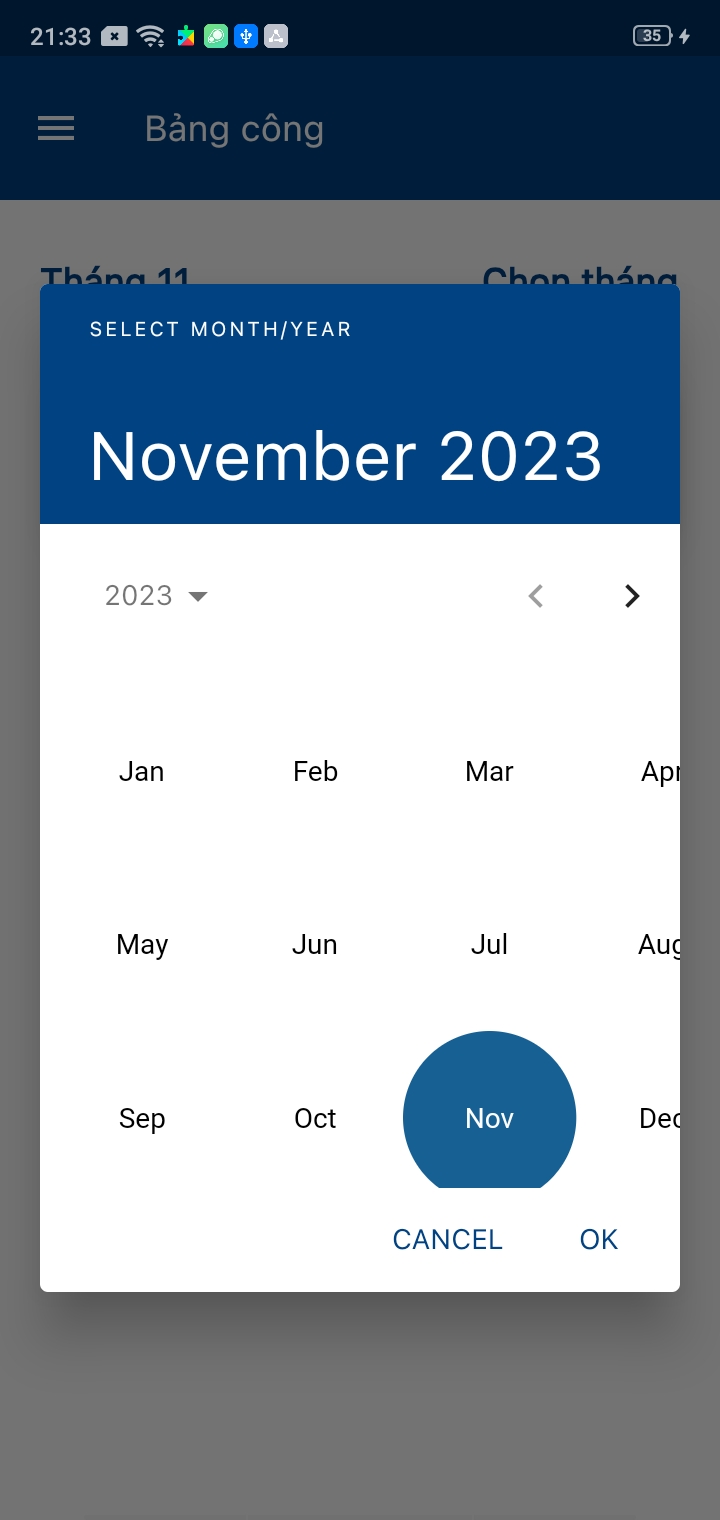 21:33 35
Bảng công
Tháng 11 Chọn tháng
SELECT MONTH/YEAR
November 2023
2023
Jan Feb Mar Apr
May Jun Jul Aug
Sep Oct Nov Dec
CANCEL OK